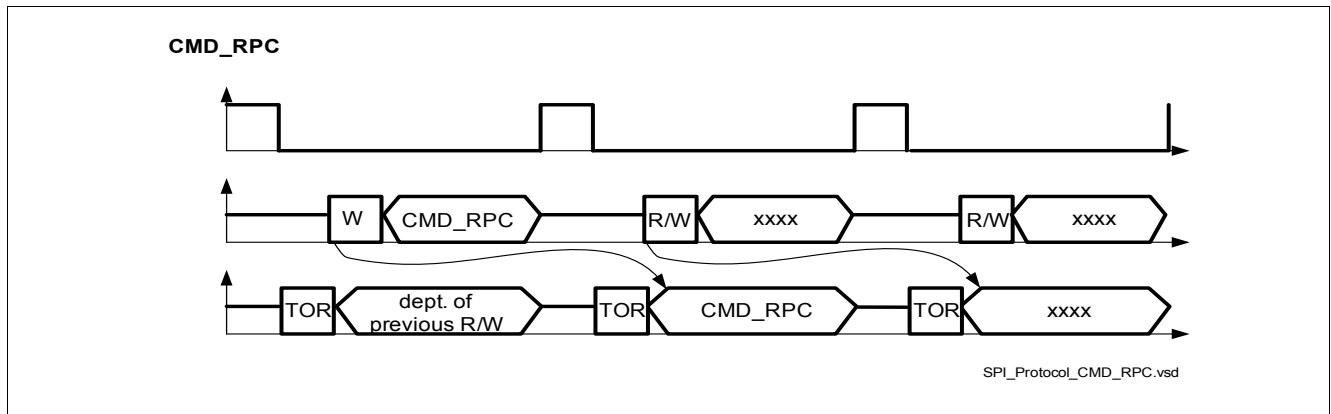 CMD_RPC
W CMD_RPC R/W xxxx R/W xxxx
TOR dept. of TOR CMD_RPC TOR xxxx
previous R/W
SPI_Protocol_CMD_RPC.vsd